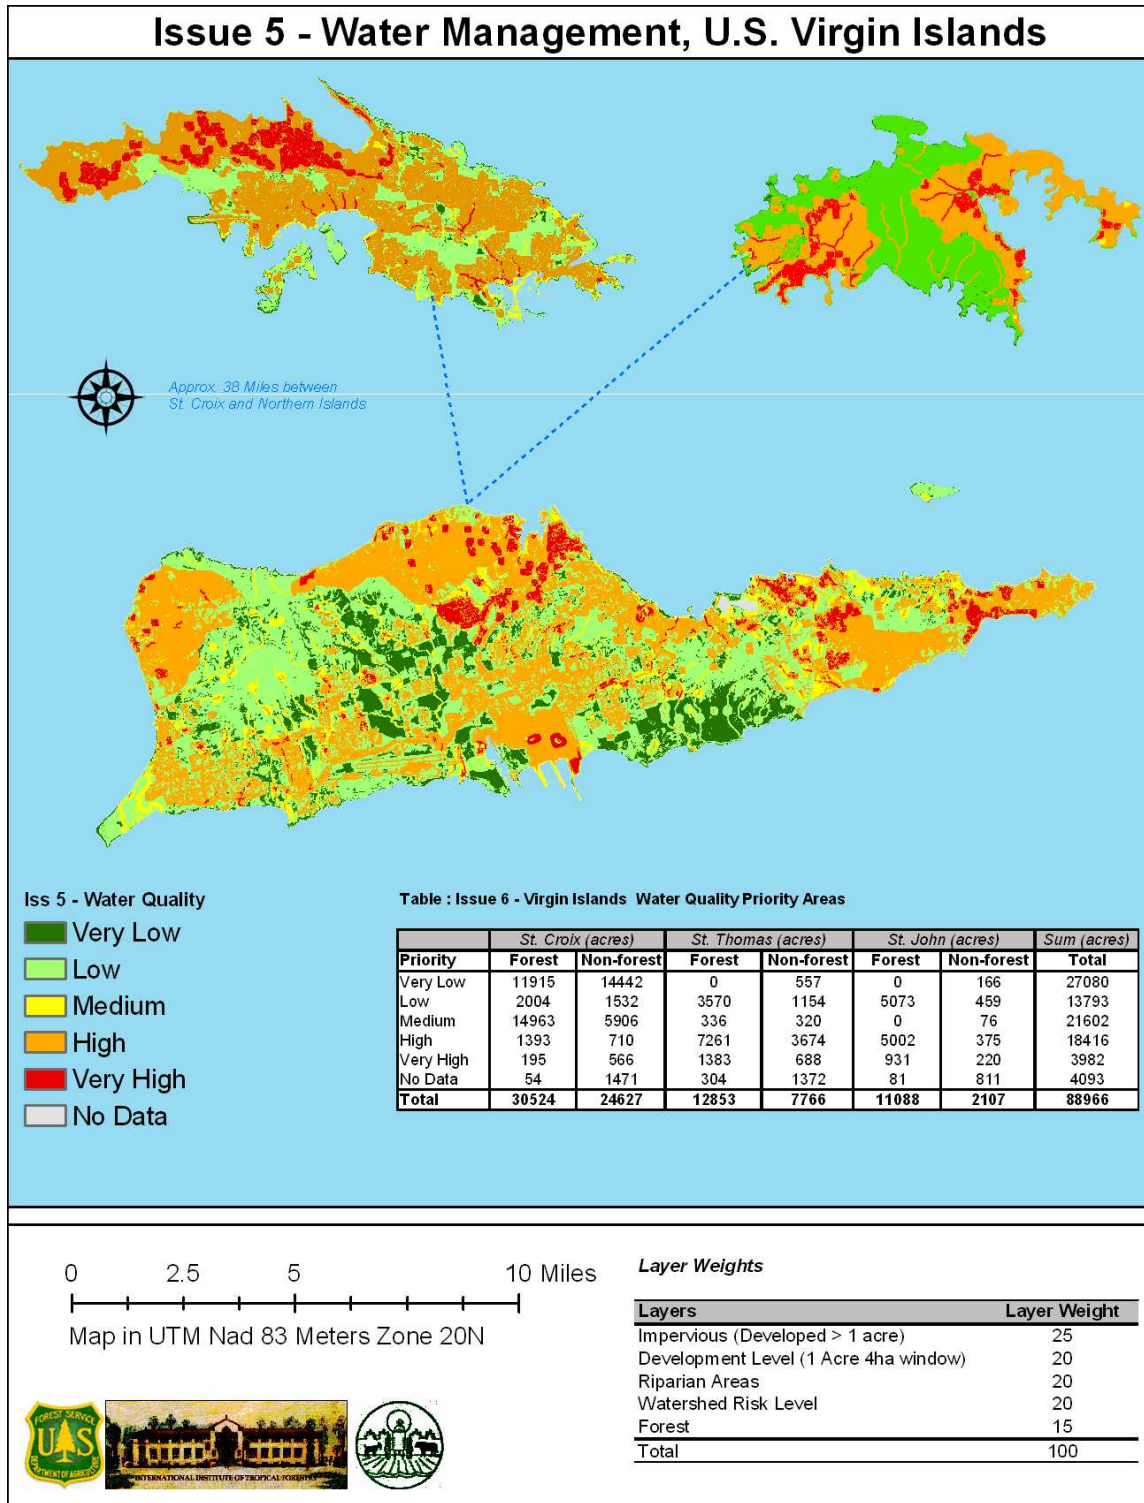 Issue 5 - Water Management, U.S. Virgin Islands
Approx. 38 Miles between
St. Croix and Northern Islands
Iss 5 - Water Quality
Very Low
Low
Medium
High
Very High
No Data
Table : Issue 6 - Virgin Islands Water Quality Priority Areas
St. Croix (acres) St. Thomas (acres) St. John (acres) Sum (acres)
Priority Forest Non-forest Forest Non-forest Forest Non-forest Total
Very Low 11915 14442 0 557 0 166 27080
Low 2004 1532 3570 1154 5073 459 13793
Medium 14963 5906 336 320 0 76 21602
High 1393 710 7261 3674 5002 375 18416
Very High 195 566 1383 688 931 220 3982
No Data 54 1471 304 1372 81 811 4093
Total 30524 24627 12853 7766 11088 2107 88966
0 2.5 5 10 Miles
Map in UTM Nad 83 Meters Zone 20N
Layer Weights
Layers Layer Weight
Impervious (Developed > 1 acre) 25
Development Level (1 Acre 4ha window) 20
Riparian Areas 20
Watershed Risk Level 20
Forest 15
Total 100
FOREST SERVICE
U S
DEPARTMENT OF AGRICULTURE
INTERNATIONAL INSTITUTE OF TROPICAL FORESTRY